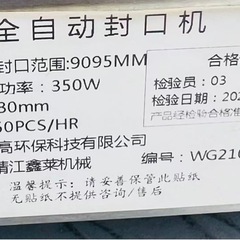 全自动封口机
封口范围:9095MM
功率:350W
30mm
50PCS/HR
高环保科技有限公司
清江鑫莱机械
合格
检验员:03
检验日:202
产品经检验合格
编号:WG210
温馨提示: 请妥善保管此贴纸
无贴纸不提供咨询/售后